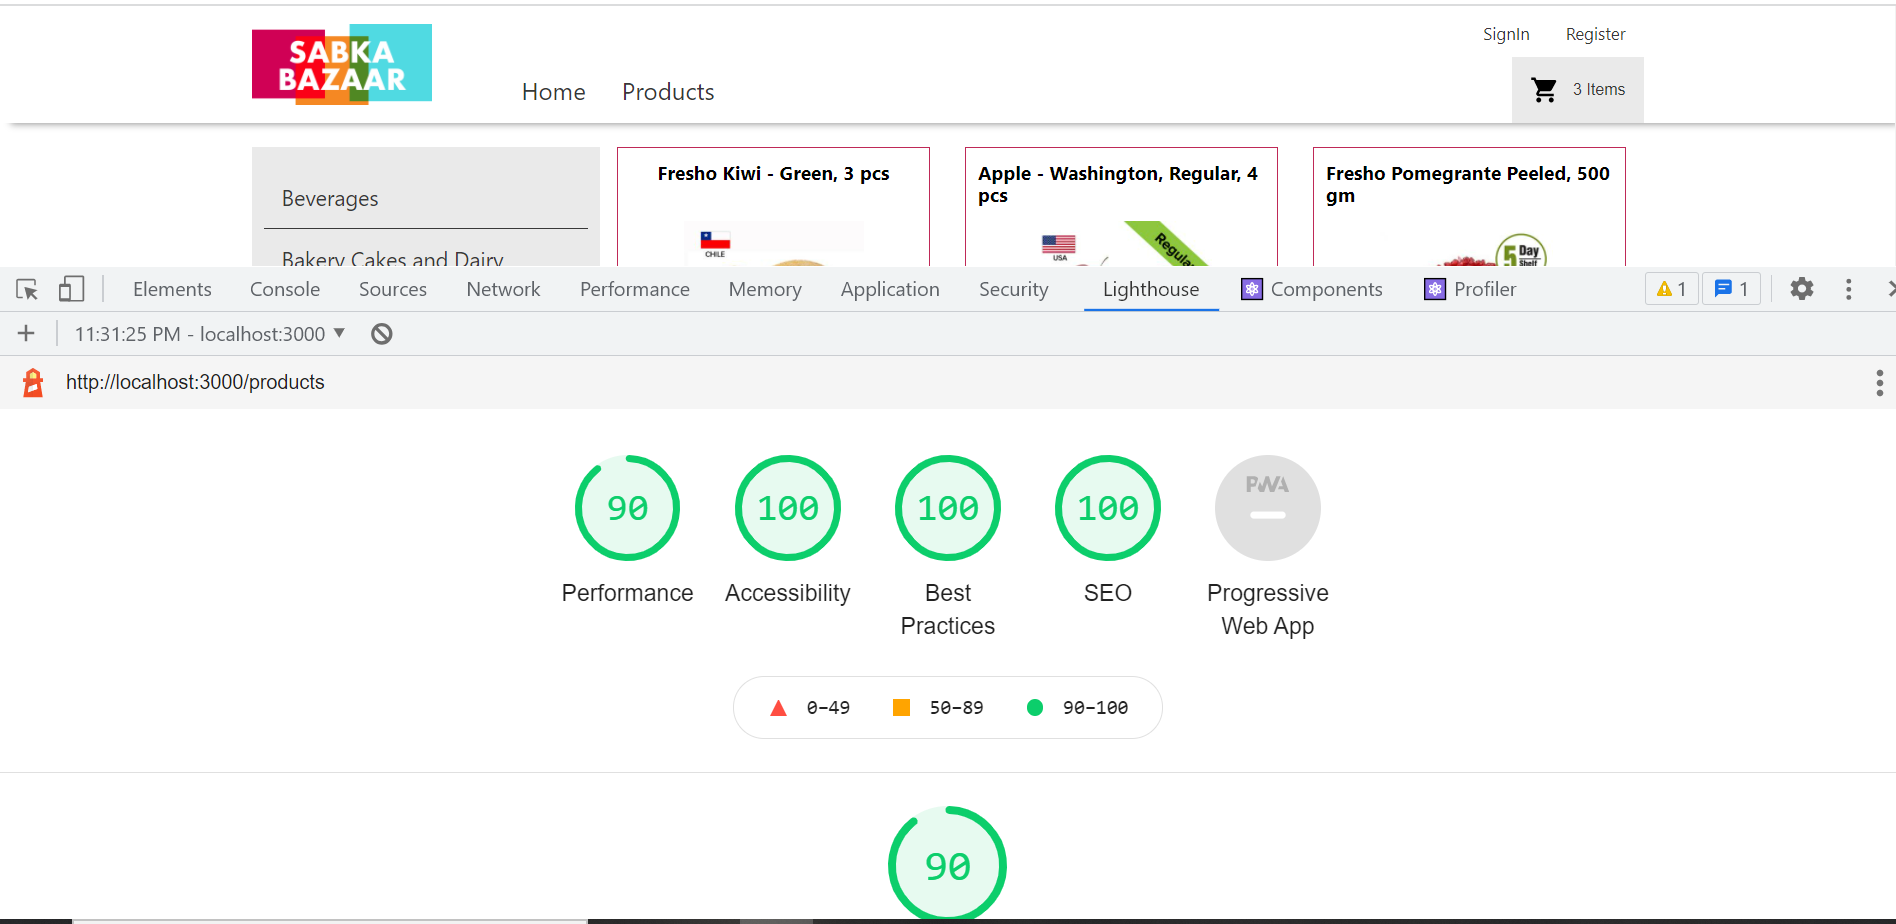 SABKA
BAZAAR
Home
Products
SignIn
Register
3 Items
Beverages
Bakery Cakes and Dairy
Fresho Kiwi - Green, 3 pcs
CHILE
Apple - Washington, Regular, 4
pcs
USA
Regular
Fresho Pomegrante Peeled, 500
gm
5 Day
Shelf
Elements
Console
Sources
Network
Performance
Memory
Application
Security
Lighthouse
Components
Profiler
1
1
11:31:25 PM - localhost:3000
http://localhost:3000/products
90
100
100
100
PWA
Performance
Accessibility
Best
Practices
SEO
Progressive
Web App
0–49
50–89
90–100
90